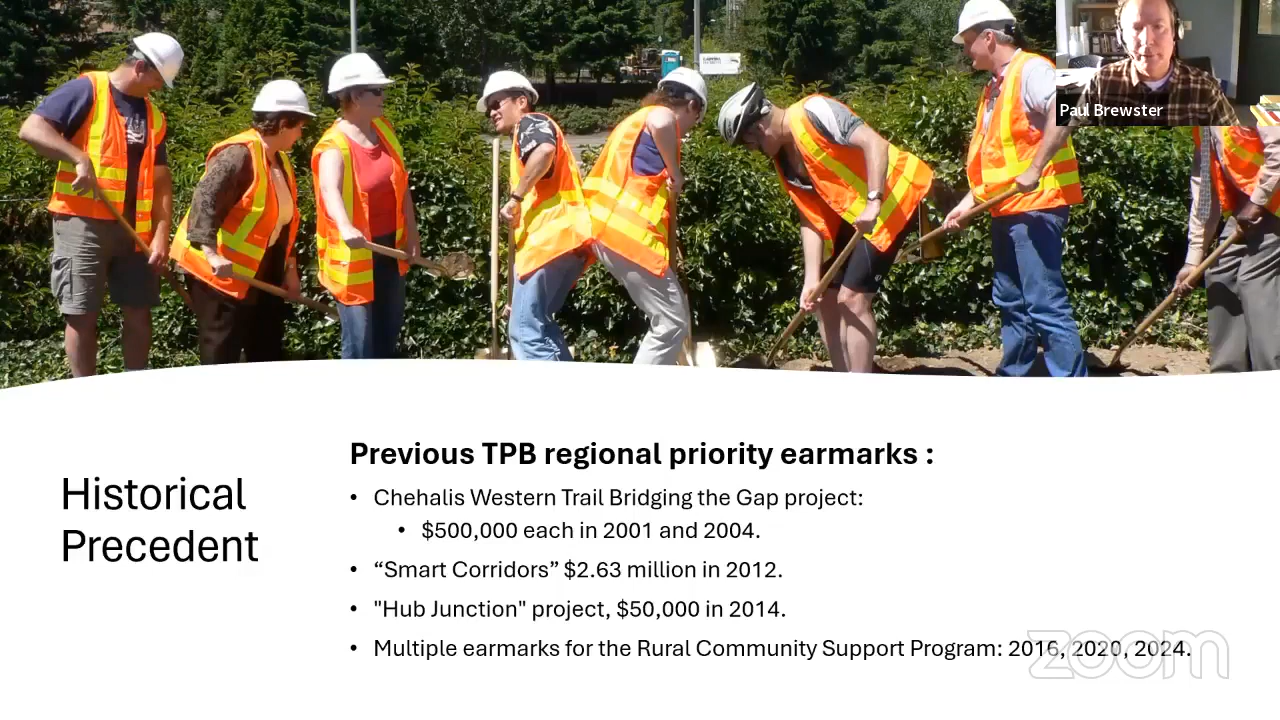 Paul Brewster
Historical
Precedent
Previous TPB regional priority earmarks :
• Chehalis Western Trail Bridging the Gap project:
• $500,000 each in 2001 and 2004.
• “Smart Corridors” $2.63 million in 2012.
• "Hub Junction" project, $50,000 in 2014.
• Multiple earmarks for the Rural Community Support Program: 2016, 2020, 2024.
zoom